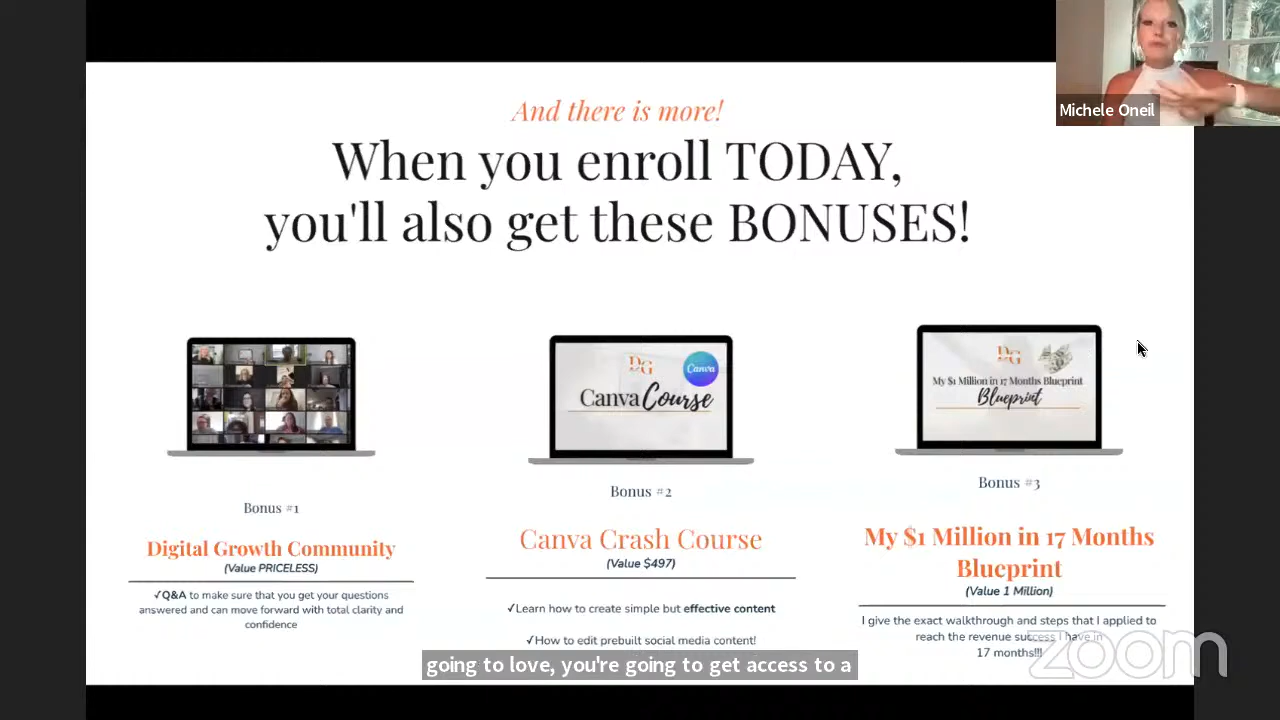 Michele Oneil
And there is more!
When you enroll TODAY,
you'll also get these BONUSES!
DG
Canva
Canva Course
DG
My $1 Million in 17 Months Blueprint
Blueprint
Bonus #1
Digital Growth Community
(Value PRICELESS)
✓Q&A to make sure that you get your questions
answered and can move forward with total clarity and
confidence
Bonus #2
Canva Crash Course
(Value $497)
✓Learn how to create simple but effective content
✓How to edit prebuilt social media content!
Bonus #3
My $1 Million in 17 Months
Blueprint
(Value 1 Million)
I give the exact walkthrough and steps that I applied to
reach the revenue success I have in
17 months!!!
zoom
going to love, you're going to get access to a